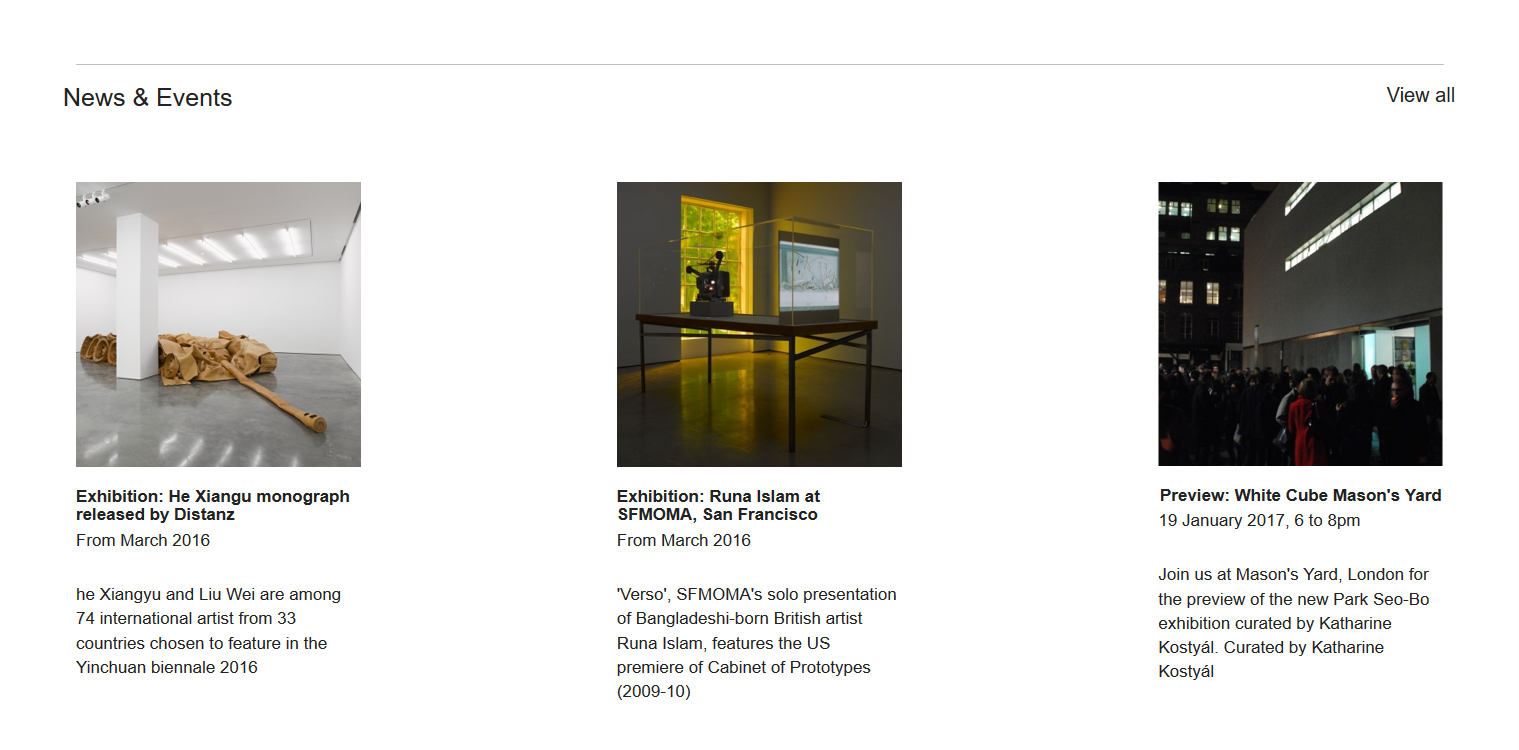 News & Events
View all
Exhibition: He Xiangu monograph
released by Distanz
From March 2016
he Xiangyu and Liu Wei are among
74 international artist from 33
countries chosen to feature in the
Yinchuan biennale 2016
Exhibition: Runa Islam at
SFMOMA, San Francisco
From March 2016
'Verso', SFMOMA's solo presentation
of Bangladeshi-born British artist
Runa Islam, features the US
premiere of Cabinet of Prototypes
(2009-10)
Preview: White Cube Mason's Yard
19 January 2017, 6 to 8pm
Join us at Mason's Yard, London for
the preview of the new Park Seo-Bo
exhibition curated by Katharine
Kostyál. Curated by Katharine
Kostyál